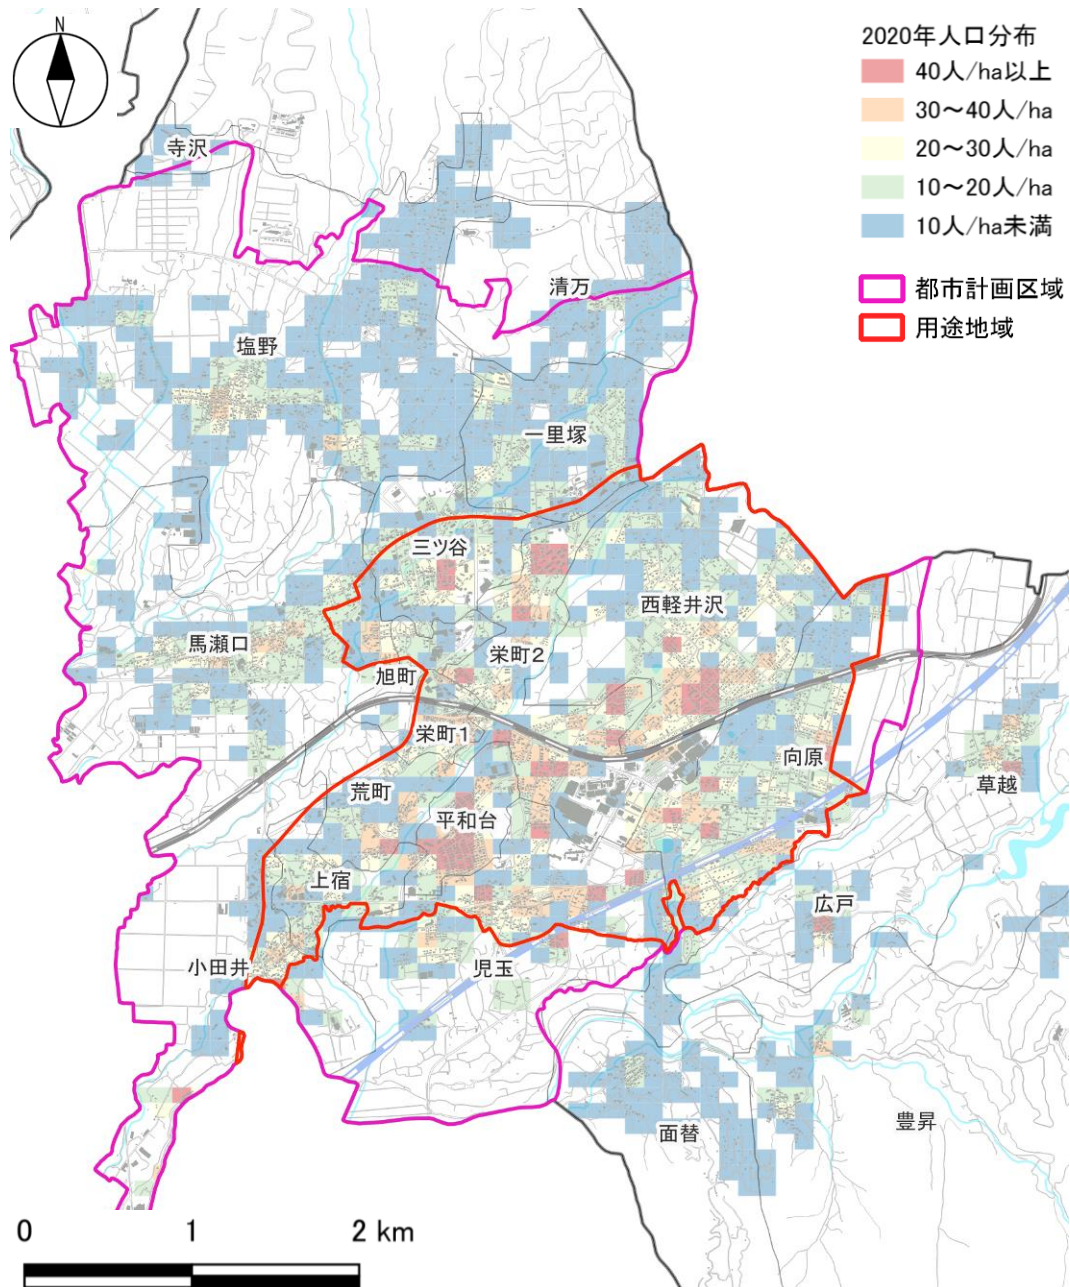 N
2020年人口分布
40人/ha以上
30～40人/ha
20～30人/ha
10～20人/ha
10人/ha未満
都市計画区域
用途地域
寺沢
清万
塩野
一里塚
三ツ谷
西軽井沢
馬瀬口
栄町2
旭町
栄町1
向原
荒町
草越
平和台
上宿
広戸
小田井
児玉
豊昇
面替
0 1 2 km